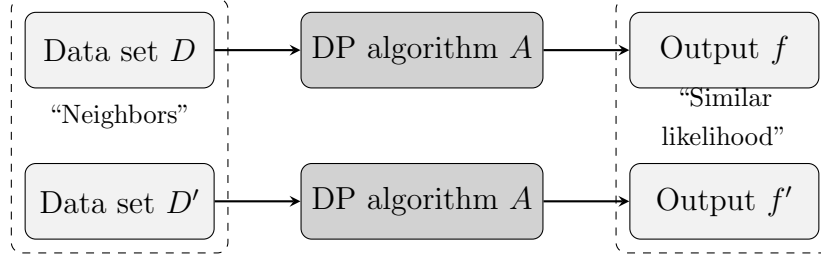 Data set D DP algorithm A Output f
“Neighbors”
“Similar
likelihood”
Data set D′ DP algorithm A Output f′